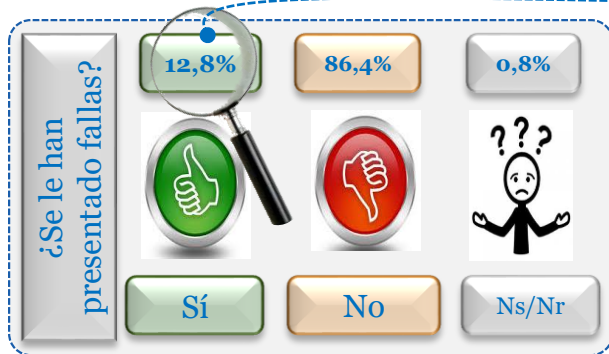 ¿Se le han
presentado fallas?
12,8%
86,4%
0,8%
? ? ?
Sí
No
Ns/Nr